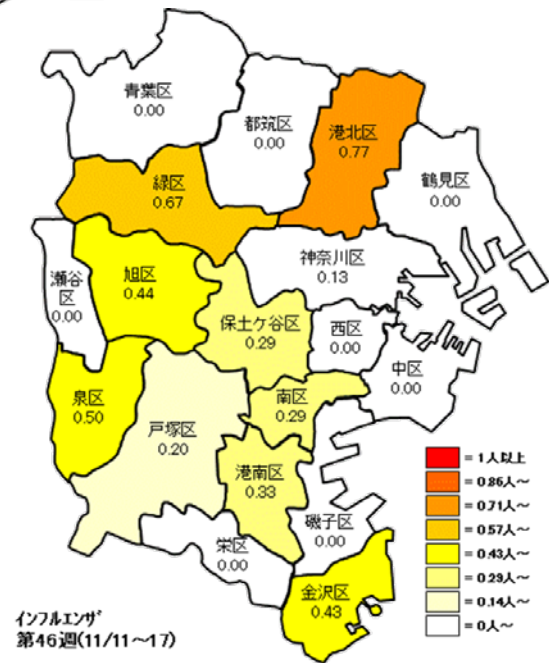 青葉区
0.00
都筑区
0.00
港北区
0.77
鶴見区
0.00
緑区
0.67
神奈川区
0.13
瀬谷
区
0.00
旭区
0.44
保土ケ谷区
0.29
西区
0.00
中区
0.00
泉区
0.50
戸塚区
0.20
南区
0.29
港南区
0.33
磯子区
0.00
栄区
0.00
金沢区
0.43
= 1人以上
= 0.86人～
= 0.71人～
= 0.57人～
= 0.43人～
= 0.29人～
= 0.14人～
= 0人～
インフルエンザ
第46週(11/11～17)